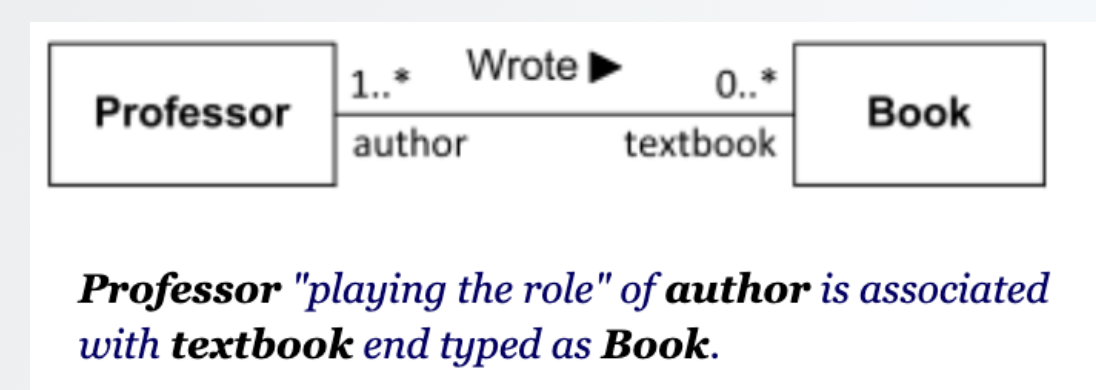 Professor 1..* Wrote ▶ 0..* Book
author textbook
Professor "playing the role" of author is associated
with textbook end typed as Book.